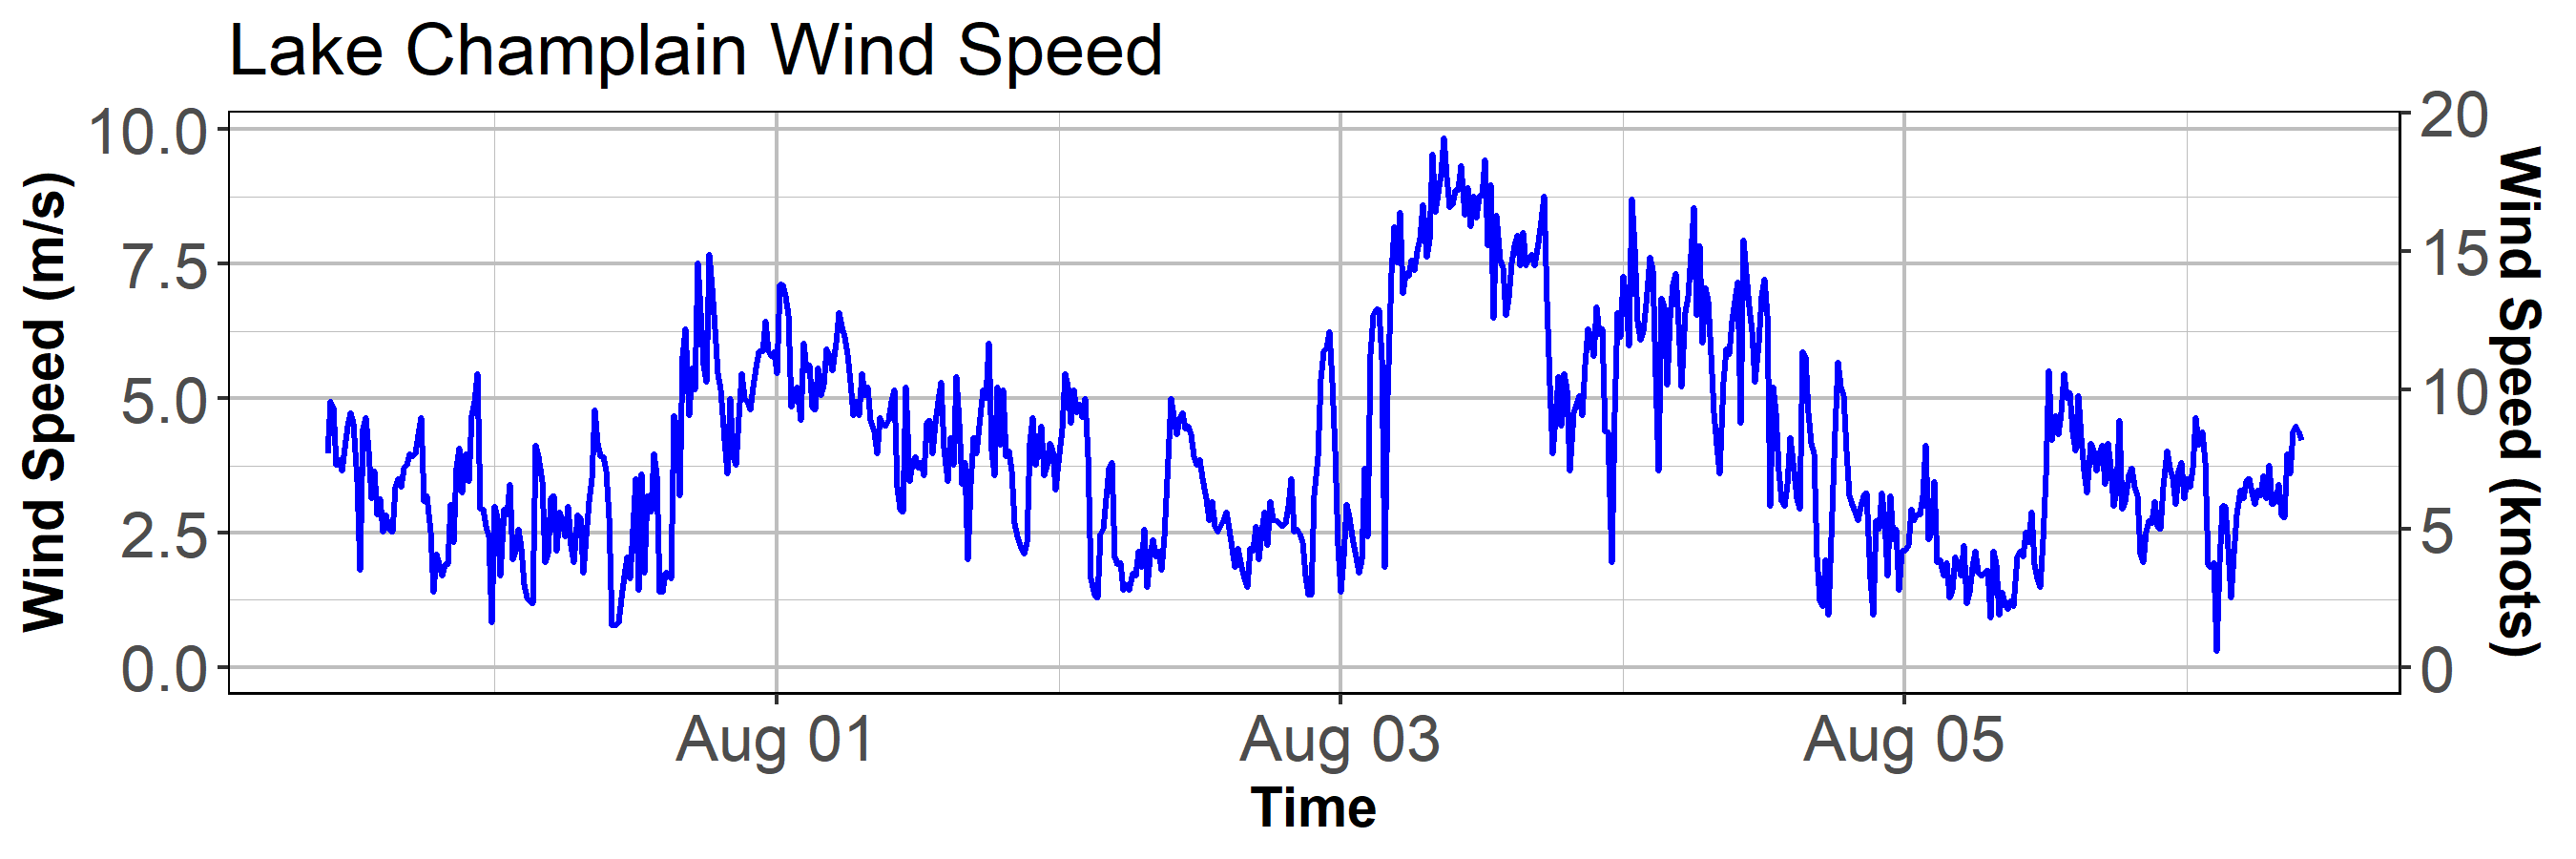 Lake Champlain Wind Speed
Wind Speed (m/s)
10.0
7.5
5.0
2.5
0.0
20
15
10
5
0
Wind Speed (knots)
Aug 01 Aug 03 Aug 05
Time